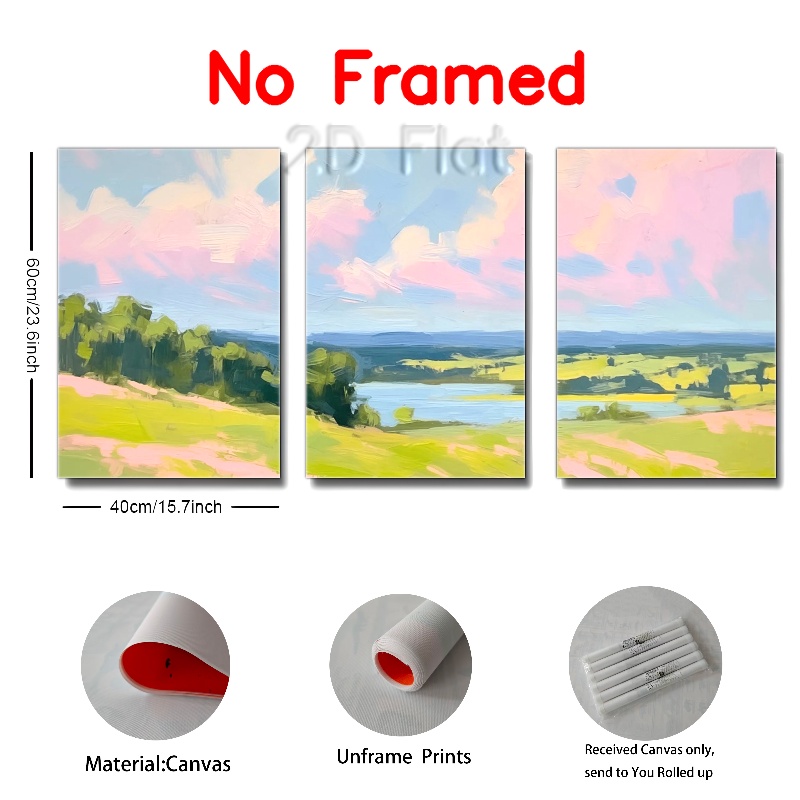 No Framed
2D Flat
60cm/23.6inch
40cm/15.7inch
Material:Canvas
Unframe Prints
Received Canvas only,
send to You Rolled up